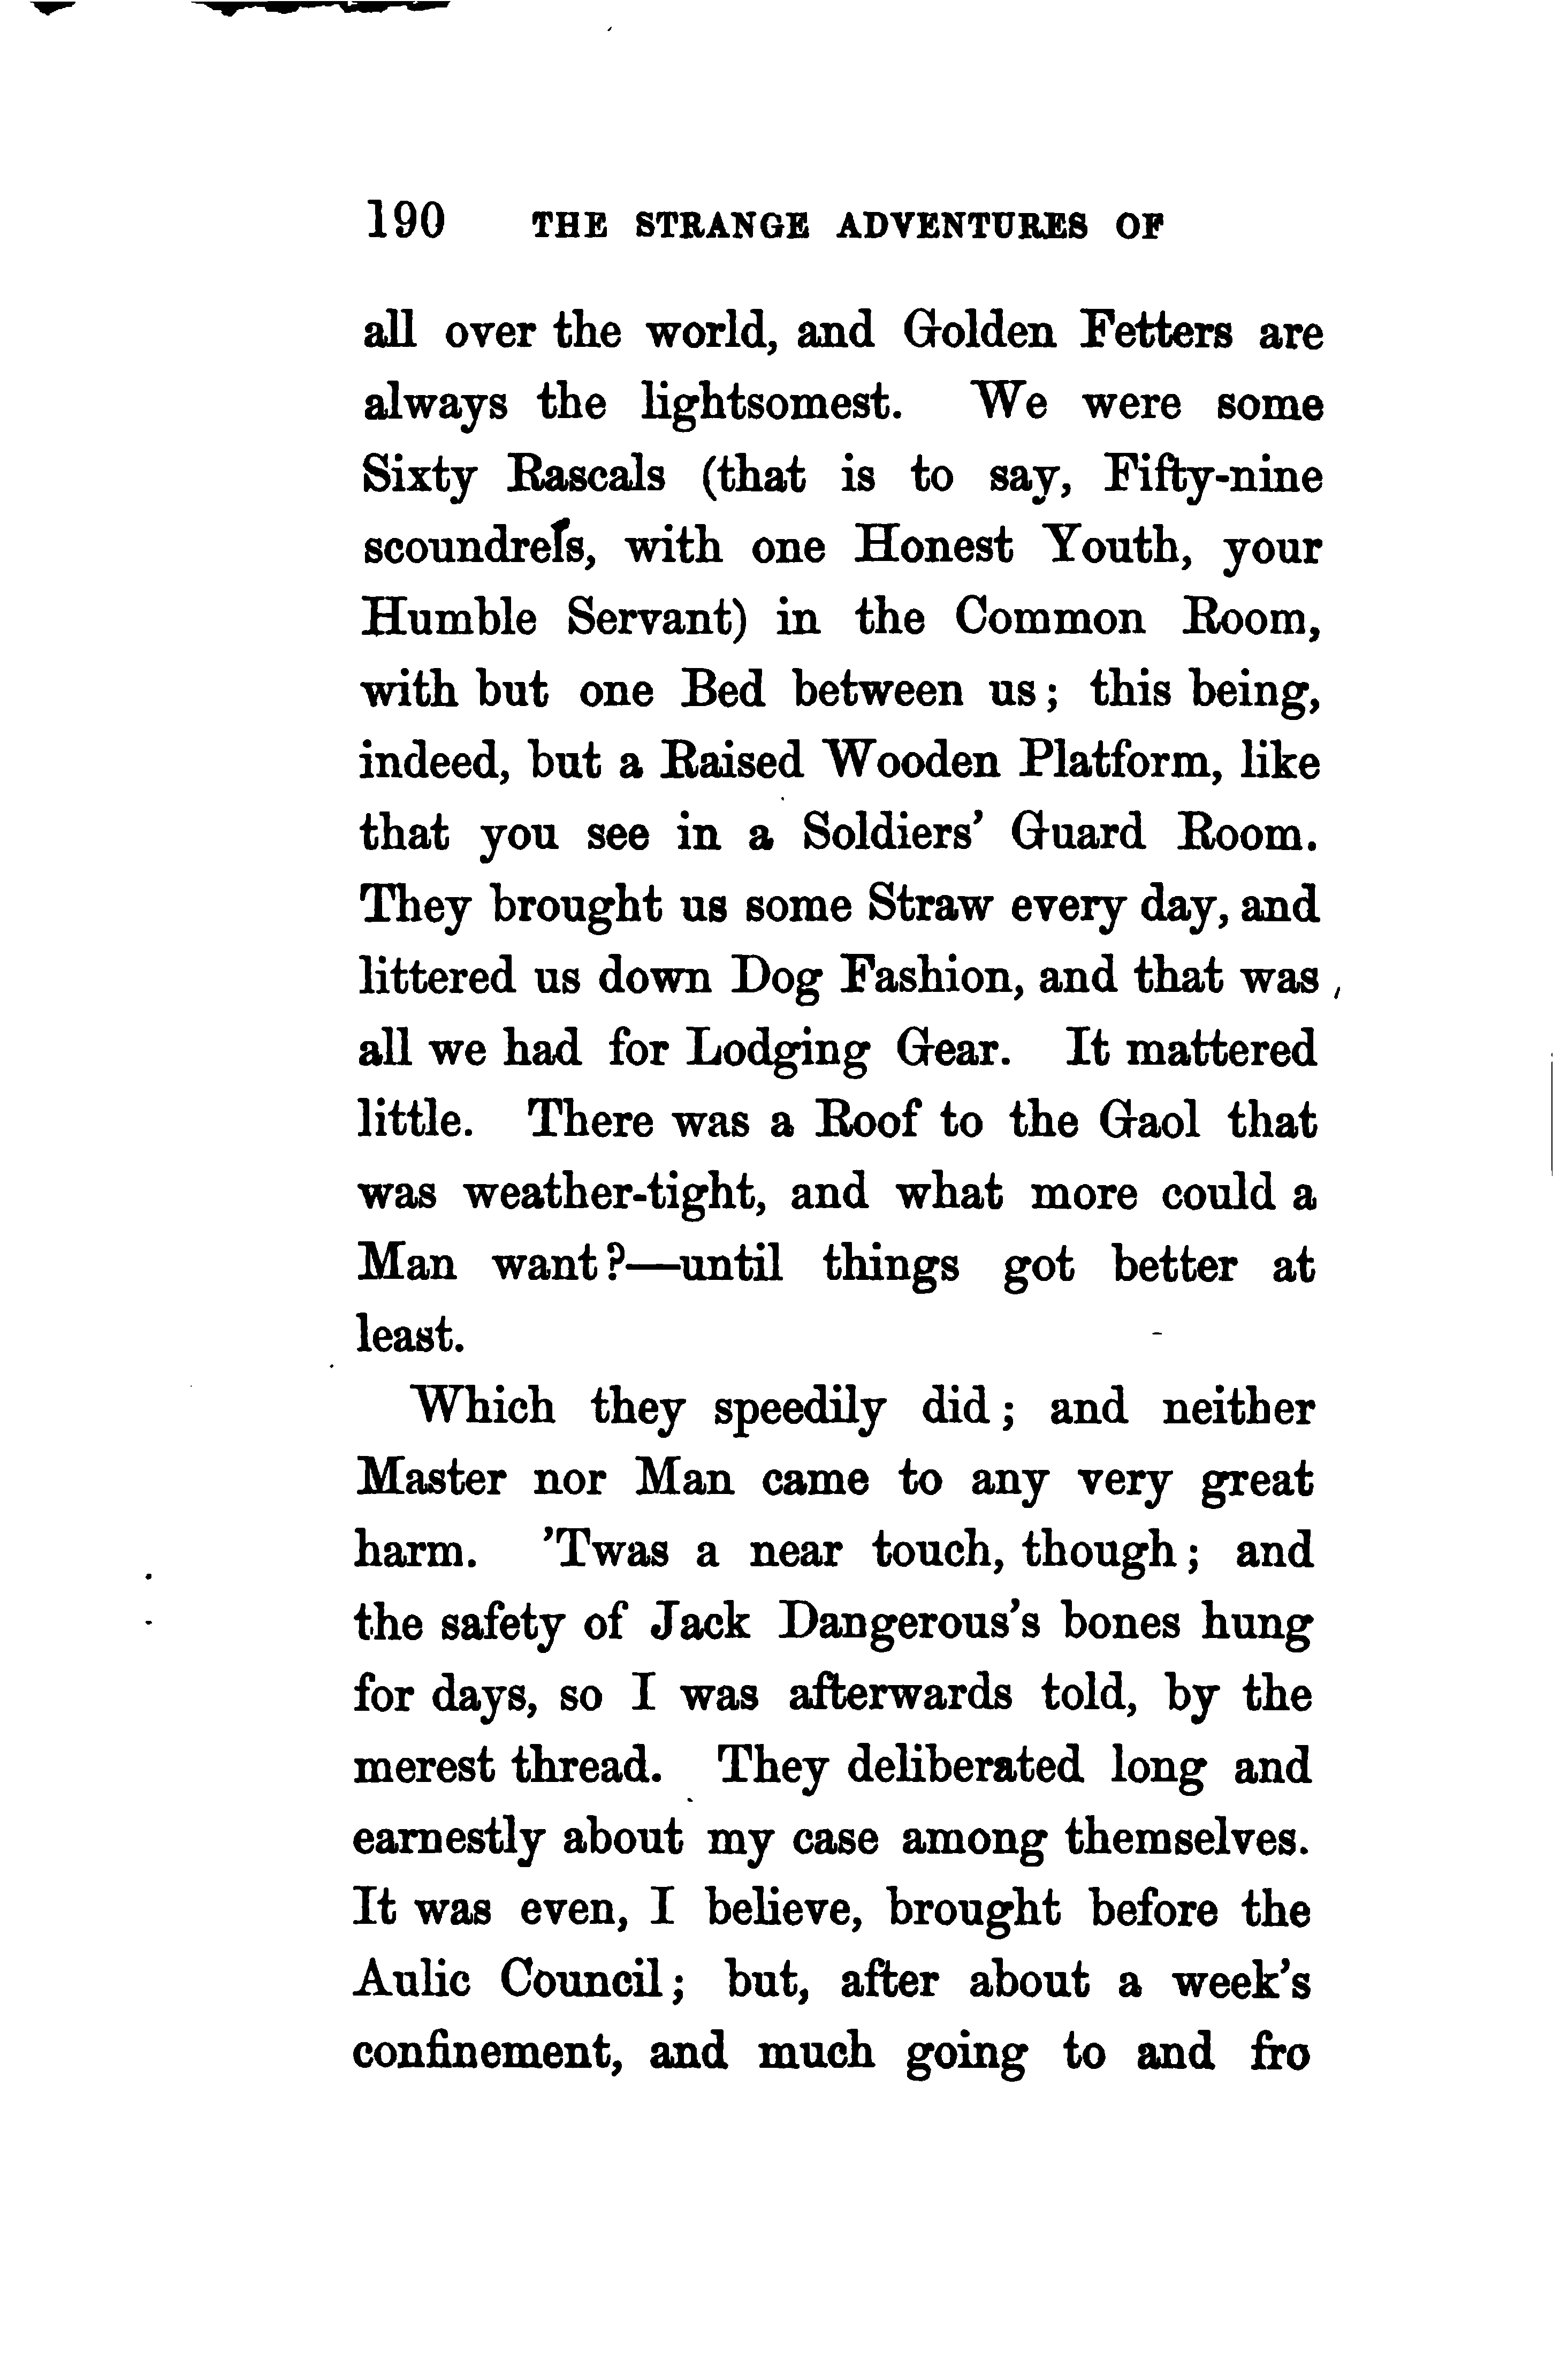 190 THE STRANGE ADVENTURES OF
all over the world, and Golden Fetters are
always the lightsomest. We were some
Sixty Rascals (that is to say, Fifty-nine
scoundrels, with one Honest Youth, your
Humble Servant) in the Common Room,
with but one Bed between us; this being,
indeed, but a Raised Wooden Platform, like
that you see in a Soldiers' Guard Room.
They brought us some Straw every day, and
littered us down Dog Fashion, and that was
all we had for Lodging Gear. It mattered
little. There was a Roof to the Gaol that
was weather-tight, and what more could a
Man want?—until things got better at
least.
Which they speedily did; and neither
Master nor Man came to any very great
harm. 'Twas a near touch, though; and
the safety of Jack Dangerous's bones hung
for days, so I was afterwards told, by the
merest thread. They deliberated long and
earnestly about my case among themselves.
It was even, I believe, brought before the
Aulic Council; but, after about a week's
confinement, and much going to and fro